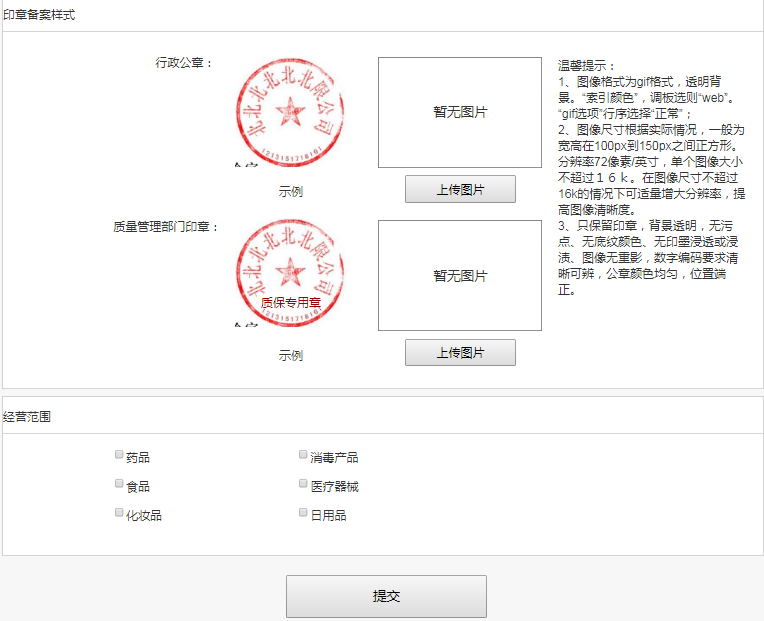 印章备案样式
行政公章：
北北北北北北限公司
1213151718161
示例
暂无图片
上传图片
质量管理部门印章：
北北北北北北限公司
质保专用章
1213151718161
示例
暂无图片
上传图片
温馨提示：
1、图像格式为gif格式，透明背
景。“索引颜色”，调板选则“web”。
“gif选项”行序选择“正常”；
2、图像尺寸根据实际情况，一般为
宽高在100px到150px之间正方形。
分辨率72像素/英寸，单个图像大小
不超过１６ｋ。在图像尺寸不超过
16k的情况下可适量增大分辨率，提
高图像清晰度。
3、只保留印章，背景透明，无污
点、无底纹颜色、无印墨浸透或浸
渍、图像无重影，数字编码要求清
晰可辨，公章颜色均匀，位置端
正。
经营范围
药品
消毒产品
食品
医疗器械
化妆品
日用品
提交